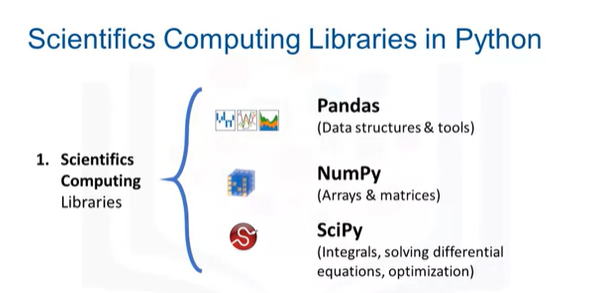 Scientifics Computing Libraries in Python
1. Scientifics
Computing
Libraries
Pandas
(Data structures & tools)
NumPy
(Arrays & matrices)
SciPy
(Integrals, solving differential
equations, optimization)